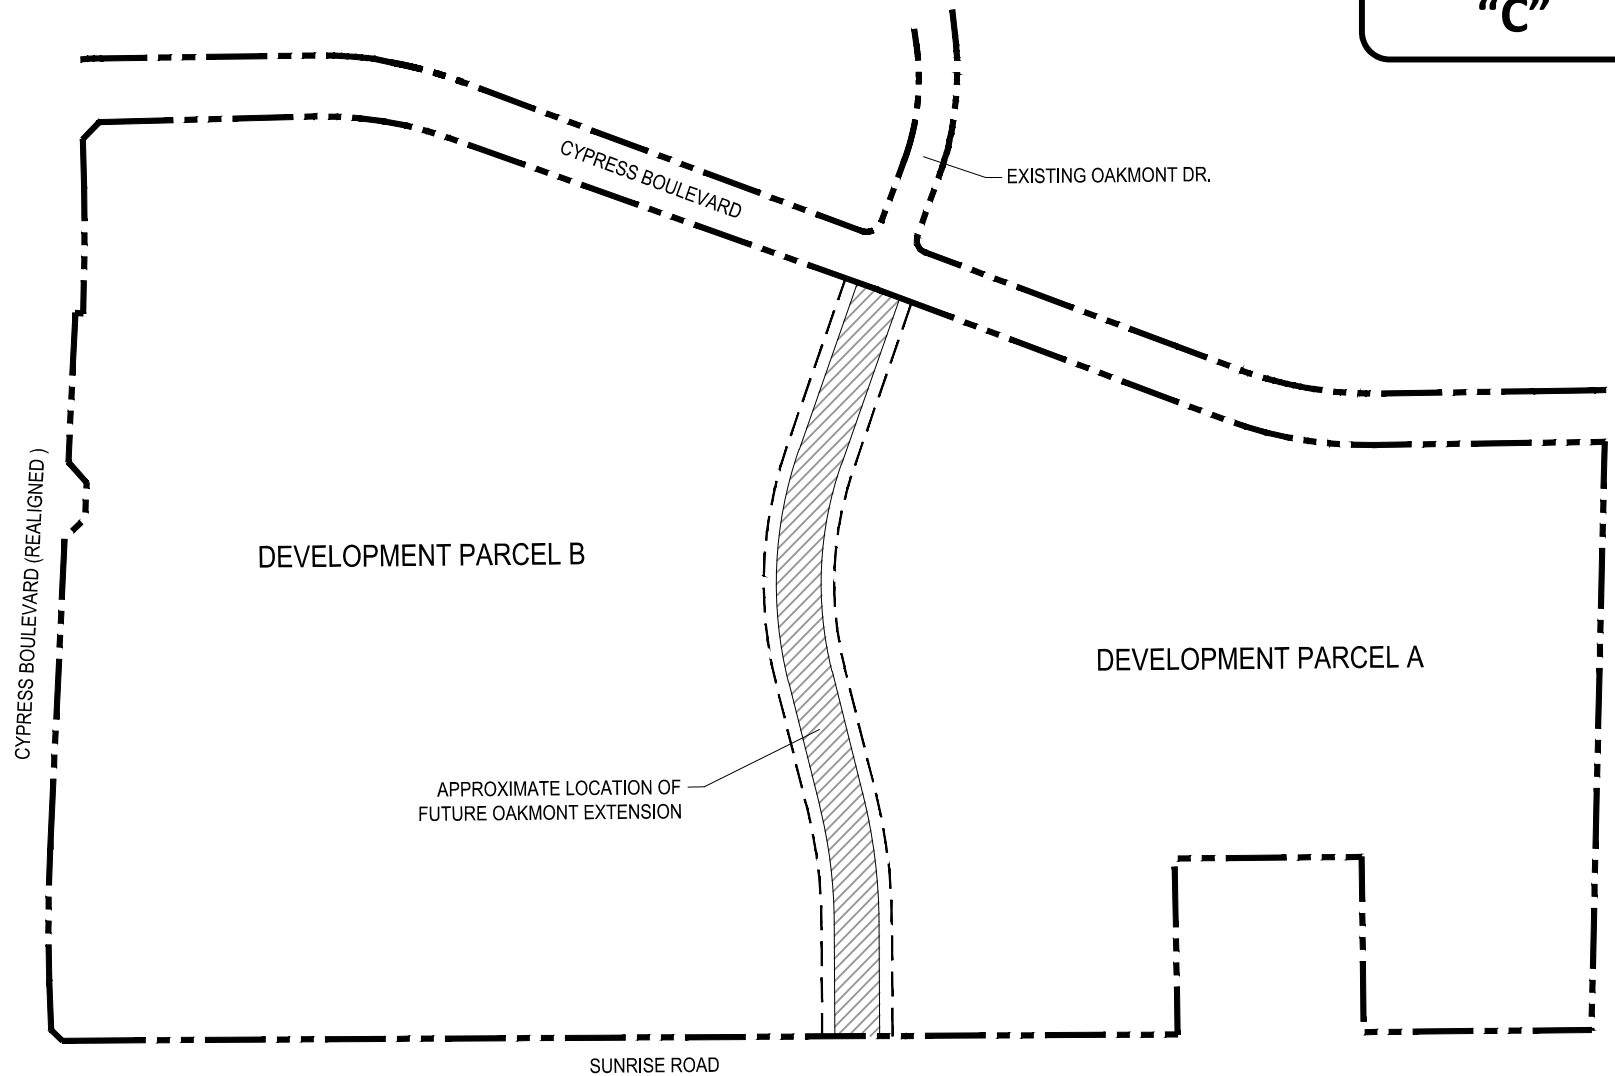 “C”
EXISTING OAKMONT DR.
CYPRESS BOULEVARD
CYPRESS BOULEVARD (REALIGNED )
DEVELOPMENT PARCEL B
DEVELOPMENT PARCEL A
APPROXIMATE LOCATION OF
FUTURE OAKMONT EXTENSION
SUNRISE ROAD